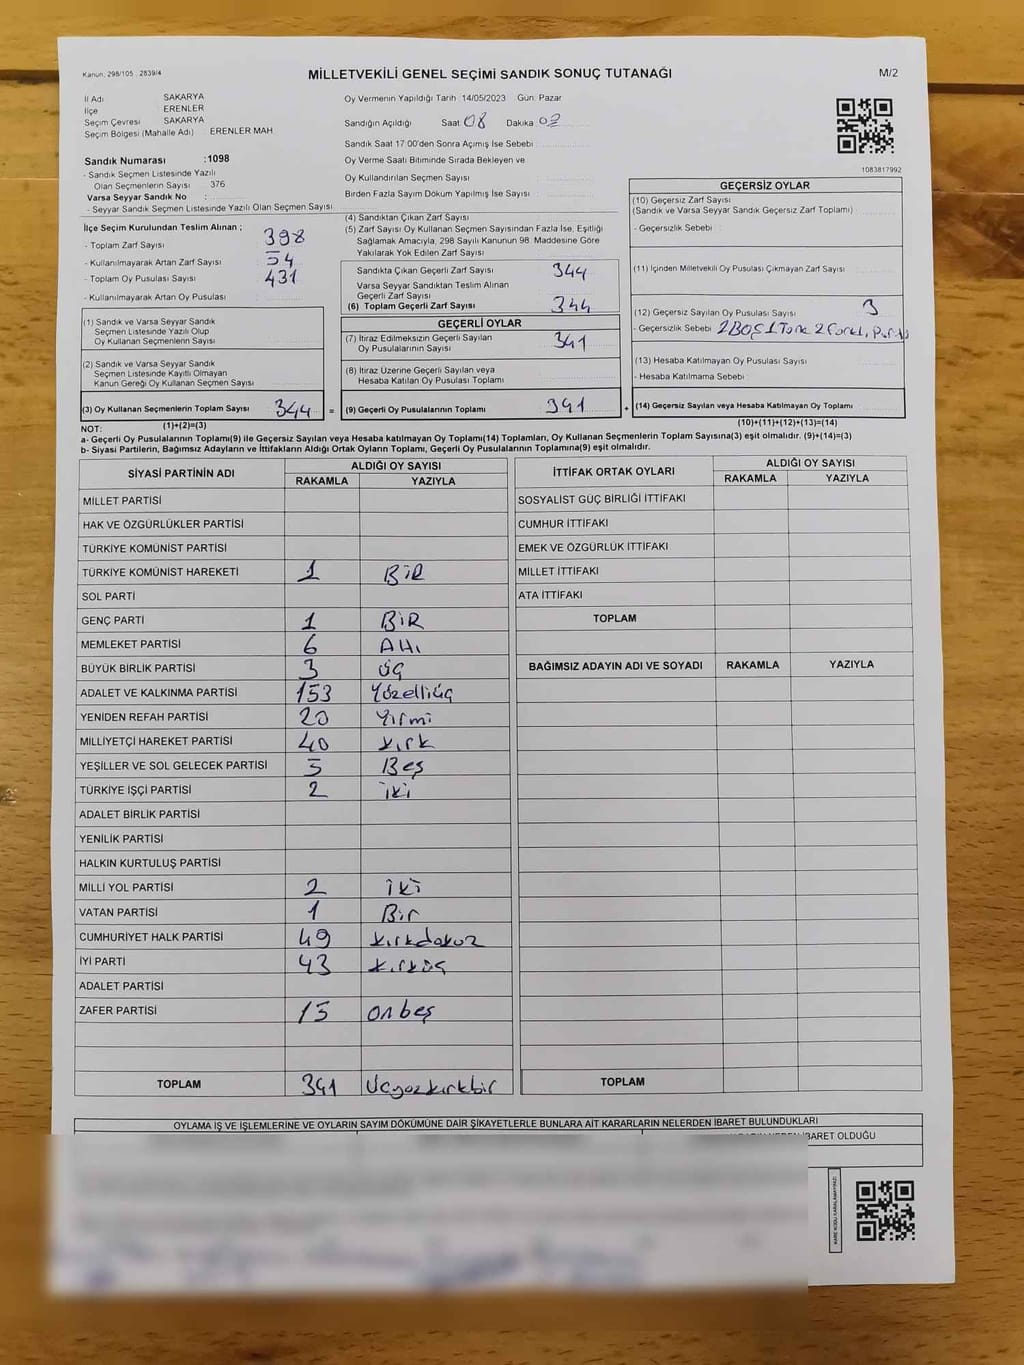 Kanun: 298/105 , 2839/4
MİLLETVEKİLİ GENEL SEÇİMİ SANDIK SONUÇ TUTANAĞI
M/2
İl Adı SAKARYA
İlçe ERENLER
Seçim Çevresi SAKARYA
Seçim Bölgesi (Mahalle Adı) : ERENLER MAH
Sandık Numarası :1098
- Sandık Seçmen Listesinde Yazılı
Olan Seçmenlerin Sayısı 376
Varsa Seyyar Sandık No :
- Seyyar Sandık Seçmen Listesinde Yazılı Olan Seçmen Sayısı
İlçe Seçim Kurulundan Teslim Alınan ;
- Toplam Zarf Sayısı 398
- Kullanılmayarak Artan Zarf Sayısı 54
- Toplam Oy Pusulası Sayısı 431
- Kullanılmayarak Artan Oy Pusulası :
(1) Sandık ve Varsa Seyyar Sandık
Seçmen Listesinde Yazılı Olup
Oy Kullanan Seçmenlerin Sayısı
(2) Sandık ve Varsa Seyyar Sandık
Seçmen Listesinde Kayıtlı Olmayan
Kanun Gereği Oy Kullanan Seçmen Sayısı
(3) Oy Kullanan Seçmenlerin Toplam Sayısı 344 =
(1)+(2)=(3)
Oy Vermenin Yapıldığı Tarih :14/05/2023 Gün: Pazar
Sandığın Açıldığı Saat 08 Dakika
Sandık Saat 17 00'den Sonra Açımış İse Sebebi
Oy Verme Saati Bitiminde Sırada Bekleyen ve
Oy Kullandırılan Seçmen Sayısı
Birden Fazla Sayım Döküm Yapılmış İse Sayısı
(4) Sandıktan Çıkan Zarf Sayısı
(5) Zarf Sayısı Oy Kullanan Seçmen Sayısından Fazla İse, Eşitliği
Sağlamak Amacıyla, 298 Sayılı Kanunun 98. Maddesine Göre
Yakılarak Yok Edilen Zarf Sayısı
Sandıkta Çıkan Geçerli Zarf Sayısı 344
Varsa Seyyar Sandıktan Teslim Alınan
Geçerli Zarf Sayısı
(6) Toplam Geçerli Zarf Sayısı 344
GEÇERLİ OYLAR
(7) İtiraz Edilmeksizin Geçerli Sayılan
Oy Pusulasının Sayısı 341
(8) İtiraz Üzerine Geçerli Sayılan veya
Hesaba Katılan Oy Pusulası Toplamı
(9) Geçerli Oy Pusulalarının Toplamı 341 +
1083817992
GEÇERSİZ OYLAR
(10) Geçersiz Zarf Sayısı
(Sandık ve Varsa Seyyar Sandık Geçersiz Zarf Toplamı)
- Geçersizlik Sebebi :
(11) İçinden Milletvekili Oy Pusulası Çıkmayan Zarf Sayısı
(12) Geçersiz Sayılan Oy Pusulası Sayısı 3
- Geçersizlik Sebebi : 2 BOŞ 1 Tane 2 Farklı,
(13) Hesaba Katılmayan Oy Pusulası Sayısı
- Hesaba Katılmama Sebebi :
(14) Geçersiz Sayılan veya Hesaba Katılmayan Oy Toplamı
(10)+(11)+(12)+(13)=(14)
NOT:
a- Geçerli Oy Pusulalarının Toplamı(9) ile Geçersiz Sayılan veya Hesaba katılmayan Oy Toplamı(14) Toplamları, Oy Kullanan Seçmenlerin Toplam Sayısına(3) eşit olmalıdır. (9)+(14)=(3)
b- Siyasi Partilerin, Bağımsız Adayların ve İttifakların Aldığı Ortak Oyların Toplamı, Geçerli Oy Pusulalarının Toplamına(9) eşit olmalıdır.
SİYASİ PARTİNİN ADI ALDIĞI OY SAYISI
RAKAMLA YAZIYLA
MİLLET PARTİSİ
HAK VE ÖZGÜRLÜKLER PARTİSİ
TÜRKİYE KOMÜNİST PARTİSİ
TÜRKİYE KOMÜNİST HAREKETİ 1 BİR
SOL PARTİ
GENÇ PARTİ 1 BİR
MEMLEKET PARTİSİ 6 Altı
BÜYÜK BİRLİK PARTİSİ 3 üç
ADALET VE KALKINMA PARTİSİ 153 Yüzelliüç
YENİDEN REFAH PARTİSİ 20 Yirmi
MİLLİYETÇİ HAREKET PARTİSİ 40 kırk
YEŞİLLER VE SOL GELECEK PARTİSİ 5 Beş
TÜRKİYE İŞÇİ PARTİSİ 2 iki
ADALET BİRLİK PARTİSİ
YENİLİK PARTİSİ
HALKIN KURTULUŞ PARTİSİ
MİLLİ YOL PARTİSİ 2 iki
VATAN PARTİSİ 1 Bir
CUMHURİYET HALK PARTİSİ 49 kırkdokuz
İYİ PARTİ 43 kırküç
ADALET PARTİSİ
ZAFER PARTİSİ 15 onbeş
TOPLAM 341 Üçyüzkırkbir
İTTİFAK ORTAK OYLARI ALDIĞI OY SAYISI
RAKAMLA YAZIYLA
SOSYALİST GÜÇ BİRLİĞİ İTTİFAKI
CUMHUR İTTİFAKI
EMEK VE ÖZGÜRLÜK İTTİFAKI
MİLLET İTTİFAKI
ATA İTTİFAKI
TOPLAM
BAĞIMSIZ ADAYIN ADI VE SOYADI RAKAMLA YAZIYLA
TOPLAM
OYLAMA İŞ VE İŞLEMLERİNE VE OYLARIN SAYIM DÖKÜMÜNE DAİR ŞİKAYETLERLE BUNLARA AİT KARARLARIN NELERDEN İBARET BULUNDUKLARI
İBARET OLDUĞU
KARE KODU KARALAMAYINIZ!